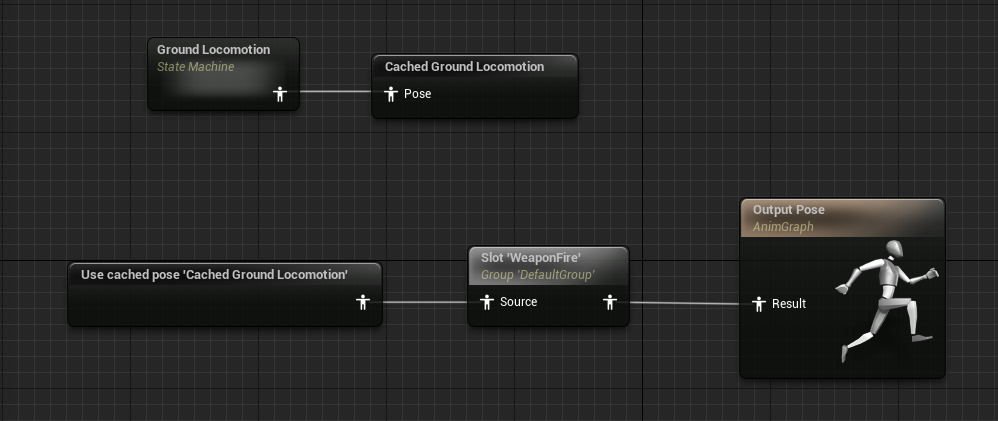 Ground Locomotion
State Machine
Cached Ground Locomotion
Pose
Use cached pose 'Cached Ground Locomotion'
Slot 'WeaponFire'
Group 'DefaultGroup'
Source
Output Pose
AnimGraph
Result